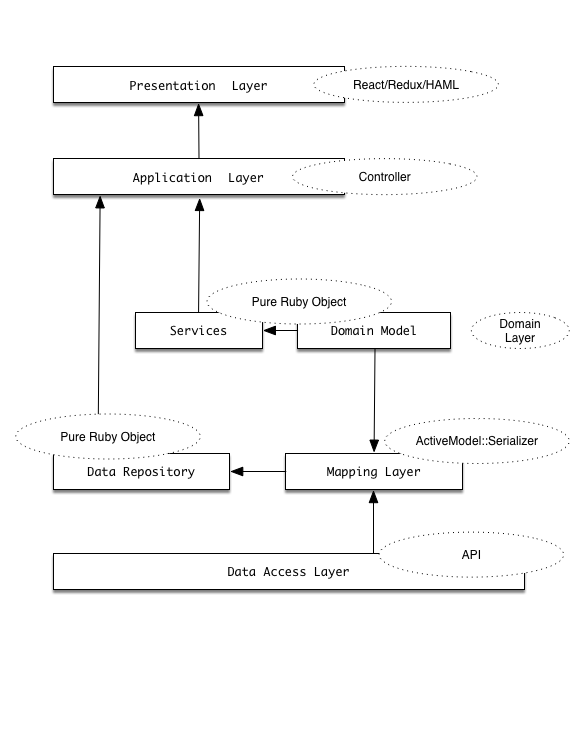 Presentation Layer
React/Redux/HAML
Application Layer
Controller
Pure Ruby Object
Services
Domain Model
Domain
Layer
Pure Ruby Object
ActiveModel::Serializer
Data Repository
Mapping Layer
API
Data Access Layer